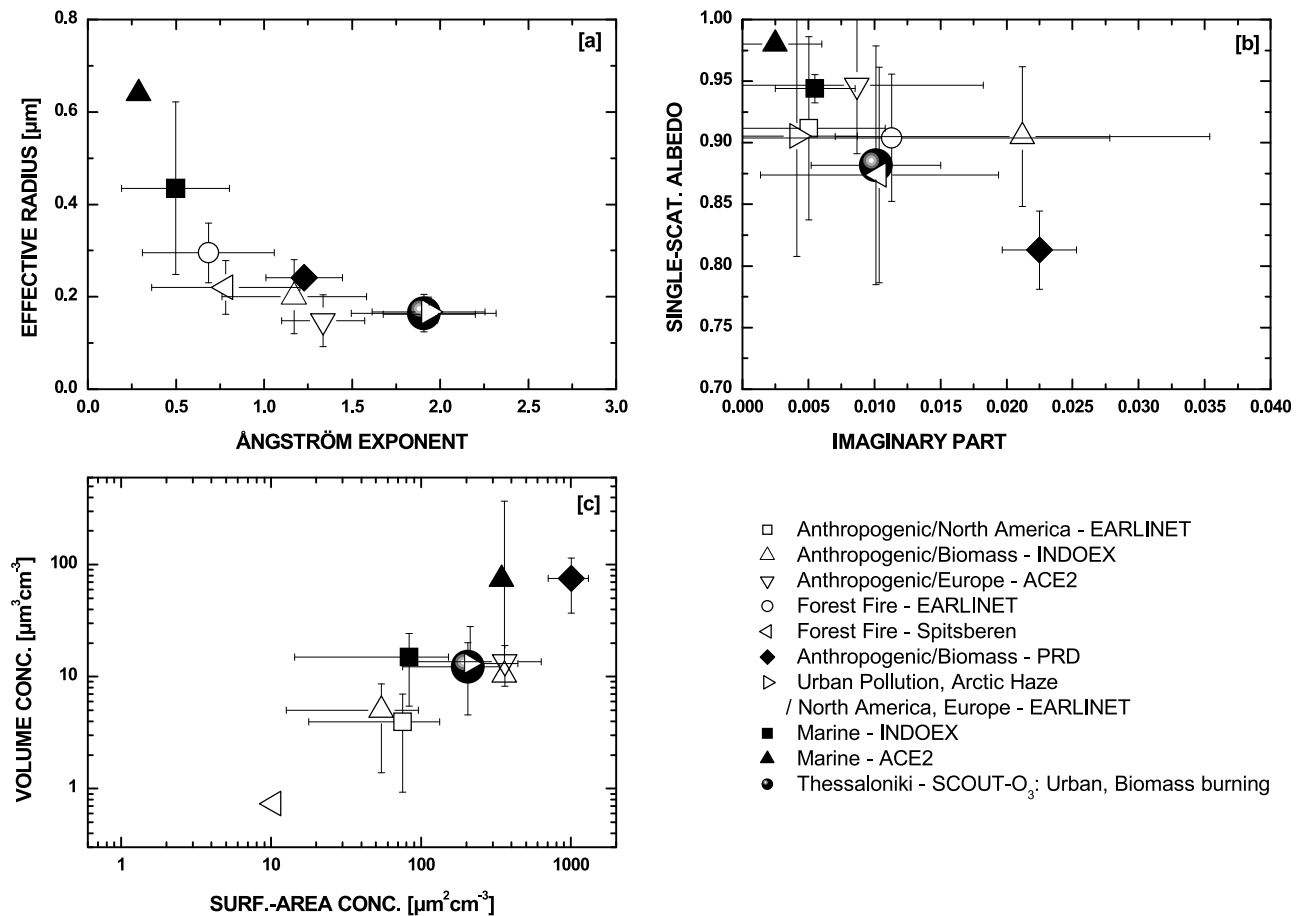 [a]
EFFECTIVE RADIUS [µm]
0.8
0.6
0.4
0.2
0.0
0.0 0.5 1.0 1.5 2.0 2.5 3.0
ÅNGSTRÖM EXPONENT
[b]
SINGLE-SCAT. ALBEDO
1.00
0.95
0.90
0.85
0.80
0.75
0.70
0.000 0.005 0.010 0.015 0.020 0.025 0.030 0.035 0.040
IMAGINARY PART
[c]
VOLUME CONC. [µm³cm⁻³]
100
10
1
1 10 100 1000
SURF.-AREA CONC. [µm²cm⁻³]
Anthropogenic/North America - EARLINET
Anthropogenic/Biomass - INDOEX
Anthropogenic/Europe - ACE2
Forest Fire - EARLINET
Forest Fire - Spitsberen
Anthropogenic/Biomass - PRD
Urban Pollution, Arctic Haze
/ North America, Europe - EARLINET
Marine - INDOEX
Marine - ACE2
Thessaloniki - SCOUT-O₃: Urban, Biomass burning